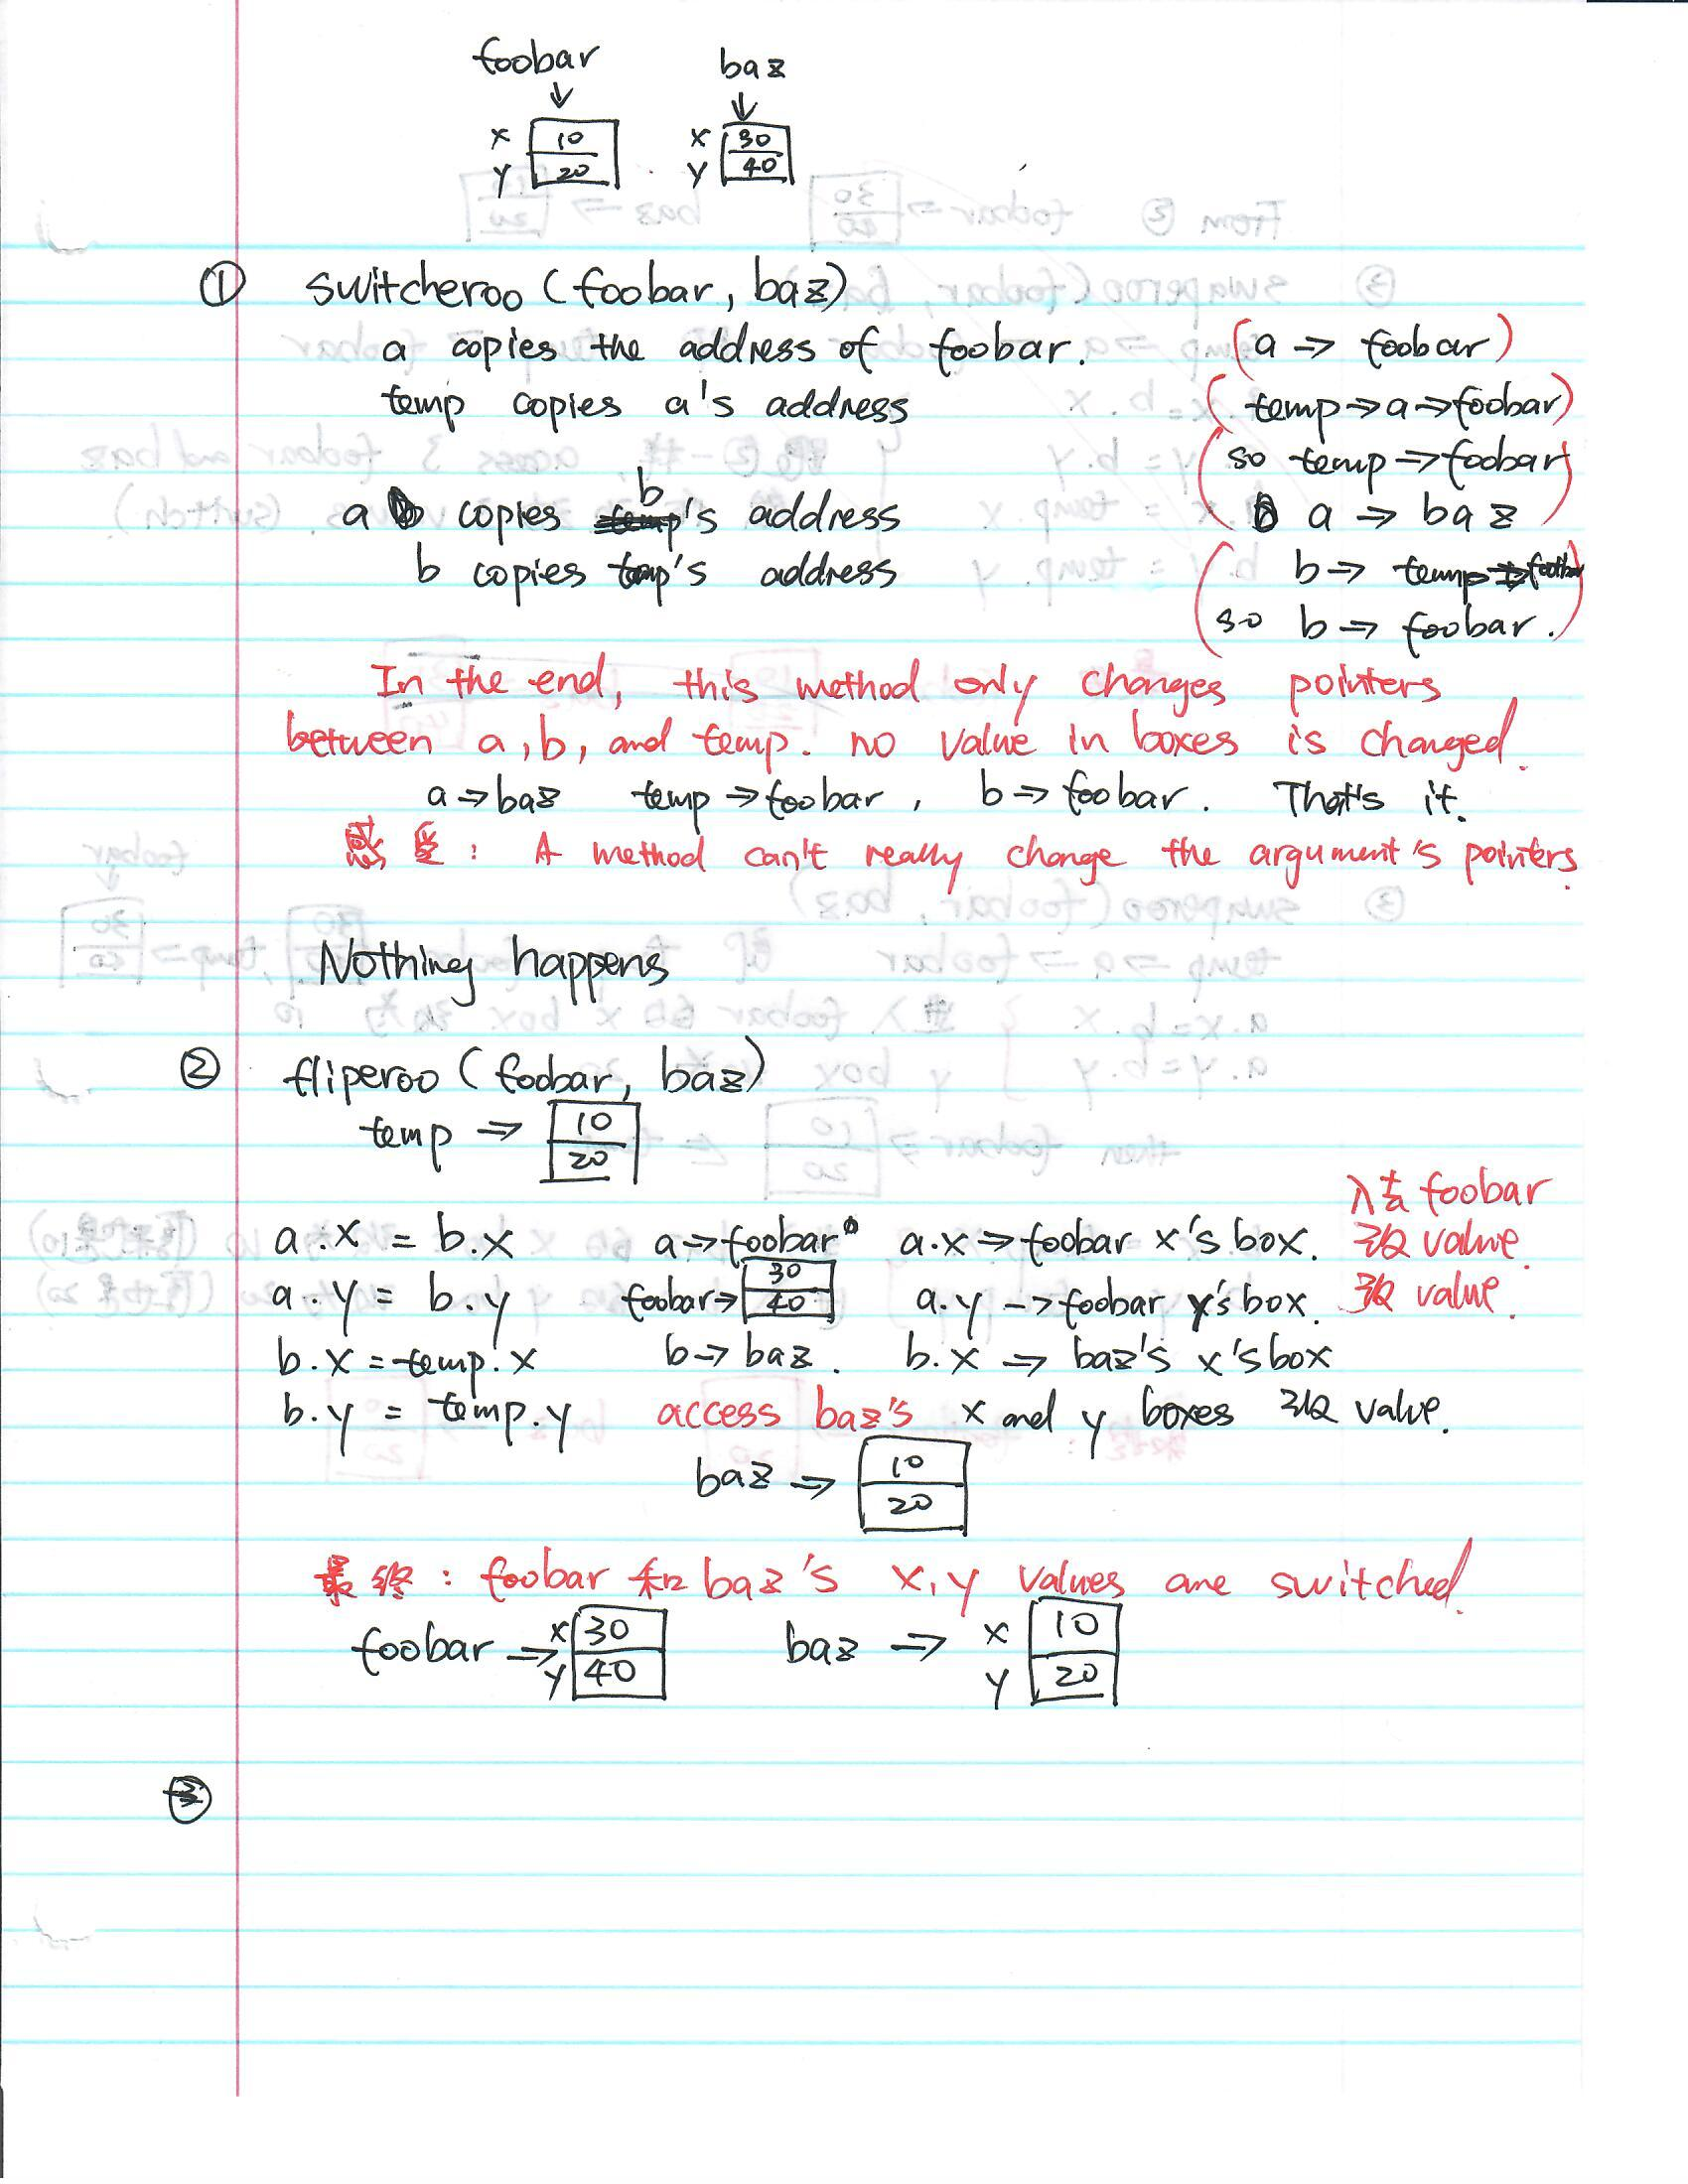 foobar baz
x 10 x 30
y 20 y 40
① switcheroo (foobar, baz)
a copies the address of foobar. (a → foobar)
temp copies a's address (temp→a→foobar)
so temp→foobar
a copies b's address a → baz
b copies temp's address b → temp→foobar
so b → foobar.
In the end, this method only changes pointers
between a, b, and temp. no value in boxes is changed.
a→baz temp→foobar, b→foobar. That's it.
感受: A method can't really change the argument's pointers.
Nothing happens
② fliperoo (foobar, baz)
temp → 10
20
入去 foobar
a.x = b.x a→foobar a.x→foobar x's box. 改 value.
30
a.y = b.y foobar→ 40 a.y → foobar y's box. 改 value.
b.x = temp.x b→baz. b.x → baz's x's box
b.y = temp.y access baz's x and y boxes 改 value.
baz → 10
20
最终: foobar 和 baz's x, y values are switched.
foobar → x 30 baz → x 10
y 40 y 20